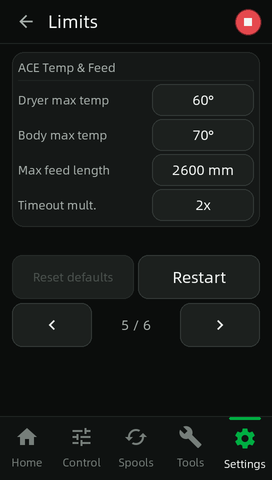 Limits
ACE Temp & Feed
Dryer max temp 60°
Body max temp 70°
Max feed length 2600 mm
Timeout mult. 2x
Reset defaults Restart
5 / 6
Home Control Spools Tools Settings